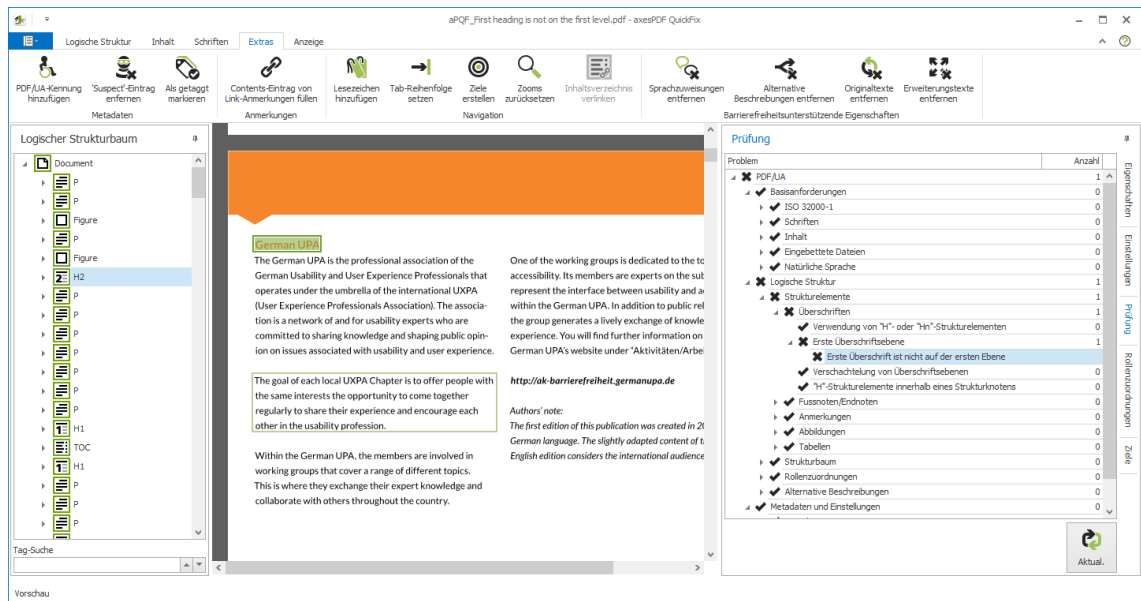 aPQF_First heading is not on the first level.pdf - axesPDF QuickFix
Logische Struktur Inhalt Schriften Extras Anzeige
PDF/UA-Kennung hinzufügen
'Suspect'-Eintrag entfernen
Als getaggt markieren
Metadaten
Contents-Eintrag von Link-Anmerkungen füllen
Anmerkungen
Lesezeichen hinzufügen
Tab-Reihenfolge setzen
Ziele erstellen
Zooms zurücksetzen
Inhaltsverzeichnis verlinken
Navigation
Sprachzuweisungen entfernen
Alternative Beschreibungen entfernen
Originaltexte entfernen
Erweiterungstexte entfernen
Barrierefreiheitsunterstützende Eigenschaften
Logischer Strukturbaum
Document
P
P
Figure
P
Figure
2 H2
P
P
P
P
P
P
P
1 H1
TOC
1 H1
P
P
P
Tag-Suche
German UPA
The German UPA is the professional association of the
German Usability and User Experience Professionals that
operates under the umbrella of the international UXPA
(User Experience Professionals Association). The associa-
tion is a network of and for usability experts who are
committed to sharing knowledge and shaping public opin-
ion on issues associated with usability and user experience.
The goal of each local UXPA Chapter is to offer people with
the same interests the opportunity to come together
regularly to share their experience and encourage each
other in the usability profession.
Within the German UPA, the members are involved in
working groups that cover a range of different topics.
This is where they exchange their expert knowledge and
collaborate with others throughout the country.
One of the working groups is dedicated to the to
accessibility. Its members are experts on the sub
represent the interface between usability and a
within the German UPA. In addition to public rel
the group generates a lively exchange of knowle
experience. You will find further information on
German UPA's website under "Aktivitäten/Arbei
http://ak-barrierefreiheit.germanupa.de
Authors' note:
The first edition of this publication was created in 20
German language. The slightly adapted content of t
English edition considers the international audience
Prüfung
Problem Anzahl
PDF/UA 1
Basisanforderungen 0
ISO 32000-1 0
Schriften 0
Inhalt 0
Eingebettete Dateien 0
Natürliche Sprache 0
Logische Struktur 1
Strukturelemente 1
Überschriften 1
Verwendung von "H"- oder "Hn"-Strukturelementen 0
Erste Überschriftsebene 1
Erste Überschrift ist nicht auf der ersten Ebene
Verschachtelung von Überschriftsebenen 0
"H"-Strukturelemente innerhalb eines Strukturknotens 0
Fussnoten/Endnoten 0
Anmerkungen 0
Abbildungen 0
Tabellen 0
Strukturbaum 0
Rollenzuordnungen 0
Alternative Beschreibungen 0
Metadaten und Einstellungen 0
Aktual.
Eigenschaften
Einstellungen
Prüfung
Rollenzuordnungen
Ziele
Vorschau